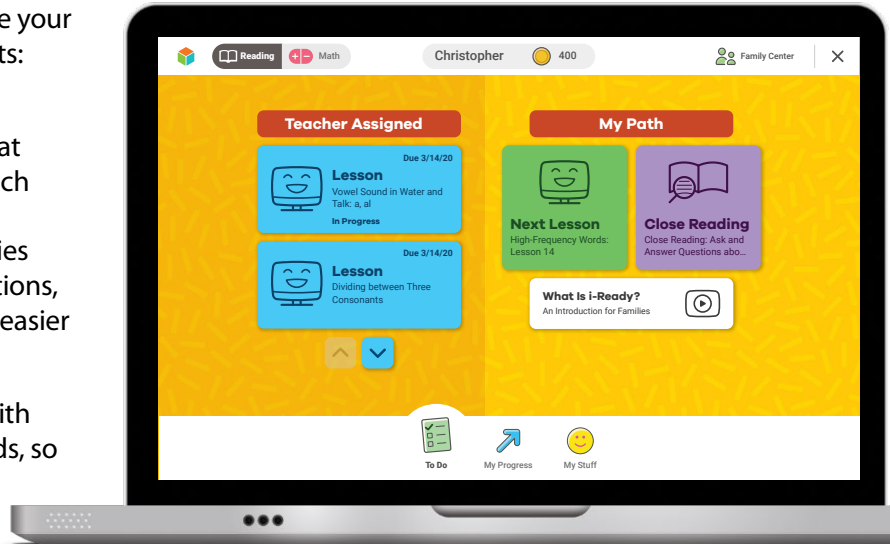 e your
ts:
at
ch
ies
tions,
easier
ith
ds, so
Reading
Math
Christopher
400
Family Center
Teacher Assigned
Due 3/14/20
Lesson
Vowel Sound in Water and
Talk: a, al
In Progress
Due 3/14/20
Lesson
Dividing between Three
Consonants
My Path
Next Lesson
High-Frequency Words:
Lesson 14
Close Reading
Close Reading: Ask and
Answer Questions abo...
What Is i-Ready?
An Introduction for Families
To Do
My Progress
My Stuff